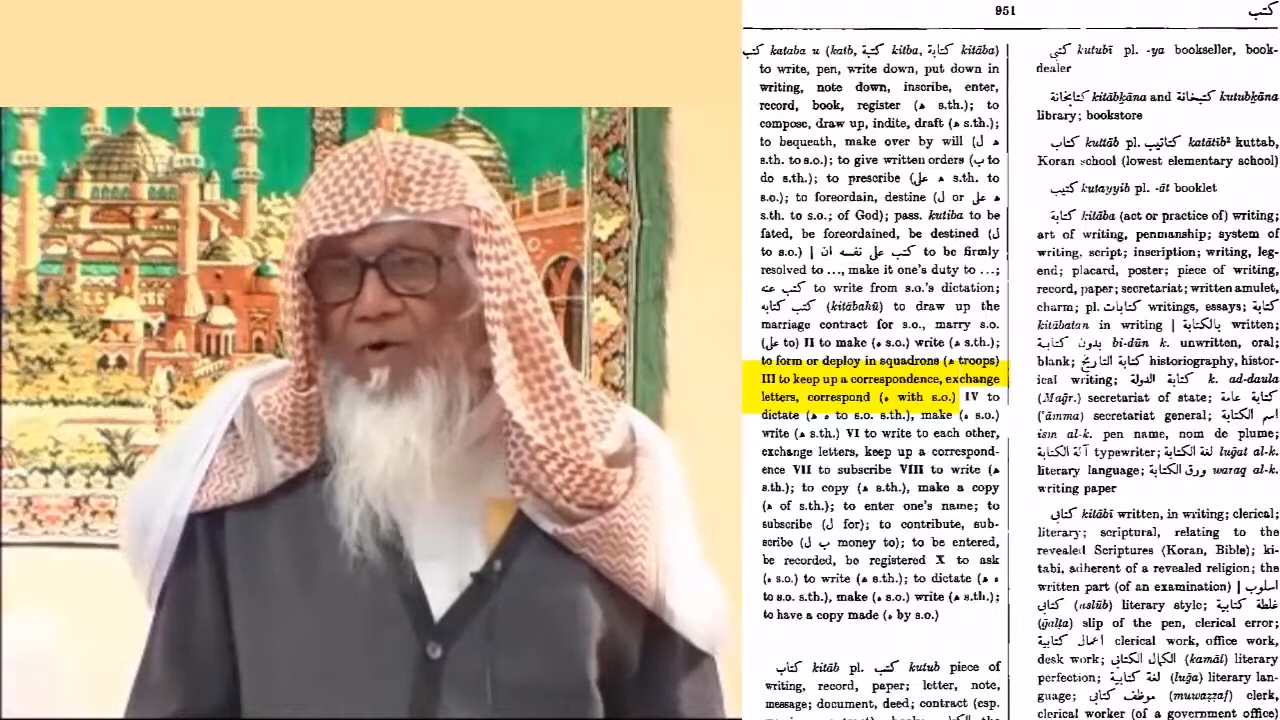 951
كتب
كتب kataba u (katb, كتبة kitba, كتابة kitāba)
to write, pen, write down, put down in
writing, note down, inscribe, enter,
record, book, register (ه s.th.); to
compose, draw up, indite, draft (ه s.th.);
to bequeath, make over by will (ه ل
s.th. to s.o.); to give written orders (ب to
do s.th.); to prescribe (على ه s.th. to
s.o.); to foreordain, destine (ل or على ه
s.th. to s.o.; of God); pass. kutiba to be
fated, be foreordained, be destined (ل
to s.o.) | كتب على نفسه ان to be firmly
resolved to ..., make it one's duty to ...;
كتب عنه to write from s.o.'s dictation;
كتب كتابه (kitābahū) to draw up the
marriage contract for s.o., marry s.o.
(على to) II to make (ه s.o.) write (ه s.th.);
to form or deploy in squadrons (ه troops)
III to keep up a correspondence, exchange
letters, correspond (ه with s.o.) IV to
dictate (ه ه to s.o. s.th.), make (ه s.o.)
write (ه s.th.) VI to write to each other,
exchange letters, keep up a correspond-
ence VII to subscribe VIII to write (ه
s.th.); to copy (ه s.th.), make a copy
(ه of s.th.); to enter one's name; to
subscribe (ل for); to contribute, sub-
scribe (ل ب money to); to be entered,
be recorded, be registered X to ask
(ه s.o.) to write (ه s.th.); to dictate (ه ه
to s.o. s.th.), make (ه s.o.) write (ه s.th.);
to have a copy made (ه by s.o.)
كتاب kitāb pl. كتب kutub piece of
writing, record, paper; letter, note,
message; document, deed; contract (esp.
كتبى kutubī pl. -ya bookseller, book-
dealer
كتابخانة kitābḵāna and كتبخانة kutubḵāna
library; bookstore
كتاب kuttāb pl. كتاتيب katātīb² kuttab,
Koran school (lowest elementary school)
كتيب kutayyib pl. -āt booklet
كتابة kitāba (act or practice of) writing;
art of writing, penmanship; system of
writing, script; inscription; writing, leg-
end; placard, poster; piece of writing,
record, paper; secretariat; written amulet,
charm; pl. كتابات writings, essays; كتابة
kitābatan in writing | بالكتابة written;
بدون كتابة bi-dūn k. unwritten, oral;
blank; كتابة التاريخ historiography, histor-
ical writing; كتابة الدولة k. ad-daula
(Maḡr.) secretariat of state; كتابة عامة
('āmma) secretariat general; اسم الكتابة
ism al-k. pen name, nom de plume;
آلة الكتابة typewriter; لغة الكتابة luḡat al-k.
literary language; ورق الكتابة waraq al-k.
writing paper
كتابى kitābī written, in writing; clerical;
literary; scriptural, relating to the
revealed Scriptures (Koran, Bible); ki-
tabi, adherent of a revealed religion; the
written part (of an examination) | اسلوب
كتابى (aslūb) literary style; غلطة كتابية
(ḡalṭa) slip of the pen, clerical error;
اعمال كتابية clerical work, office work,
desk work; الكمال الكتابى (kamāl) literary
perfection; لغة كتابية (luḡa) literary lan-
guage; موظف كتابى (muwaẓẓaf) clerk,
clerical worker (of a government office)